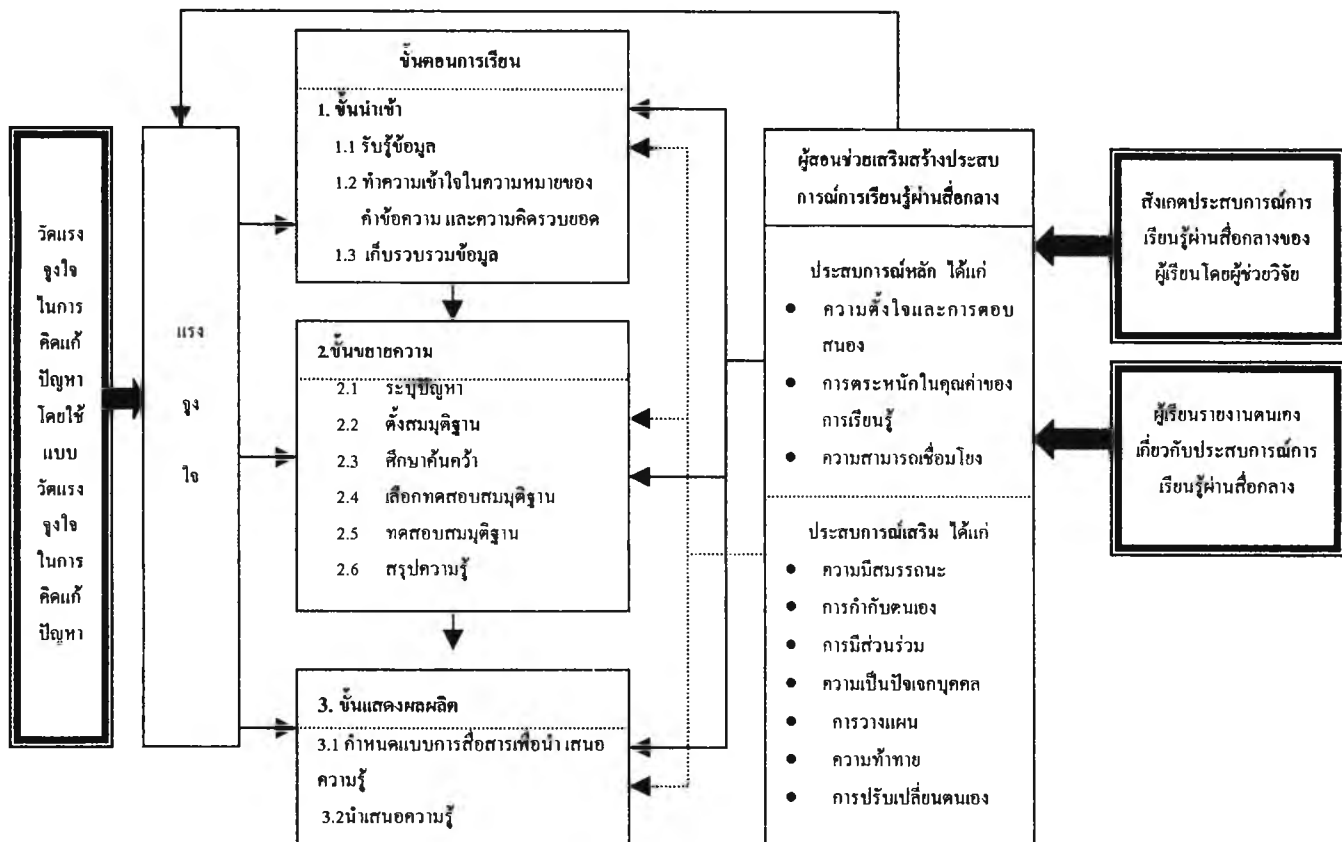 วัดแรง
จูงใจ
ในการ
คิดแก้
ปัญหา
โดยใช้
แบบ
วัดแรง
จูงใจ
ในการ
คิดแก้
ปัญหา
แรง
จูง
ใจ
ขั้นตอนการเรียน
1. ขั้นนำเข้า
1.1 รับรู้ข้อมูล
1.2 ทำความเข้าใจในความหมายของ
คำข้อความ และความคิดรวบยอด
1.3 เก็บรวบรวมข้อมูล
2.ขั้นขยายความ
2.1 ระบุปัญหา
2.2 ตั้งสมมุติฐาน
2.3 ศึกษาค้นคว้า
2.4 เลือกทดสอบสมมุติฐาน
2.5 ทดสอบสมมุติฐาน
2.6 สรุปความรู้
3. ขั้นแสดงผลผลิต
3.1 กำหนดแบบการสื่อสารเพื่อนำ เสนอ
ความรู้
3.2นำเสนอความรู้
ผู้สอนช่วยเสริมสร้างประสบ
การณ์การเรียนรู้ผ่านสื่อกลาง
ประสบการณ์หลัก ได้แก่
● ความตั้งใจและการตอบ
สนอง
● การตระหนักในคุณค่าของ
การเรียนรู้
● ความสามารถเชื่อมโยง
ประสบการณ์เสริม ได้แก่
● ความมีสมรรถนะ
● การกำกับตนเอง
● การมีส่วนร่วม
● ความเป็นปัจเจกบุคคล
● การวางแผน
● ความท้าทาย
● การปรับเปลี่ยนตนเอง
สังเกตประสบการณ์การ
เรียนรู้ผ่านสื่อกลางของ
ผู้เรียนโดยผู้ช่วยวิจัย
ผู้เรียนรายงานตนเอง
เกี่ยวกับประสบการณ์การ
เรียนรู้ผ่านสื่อกลาง